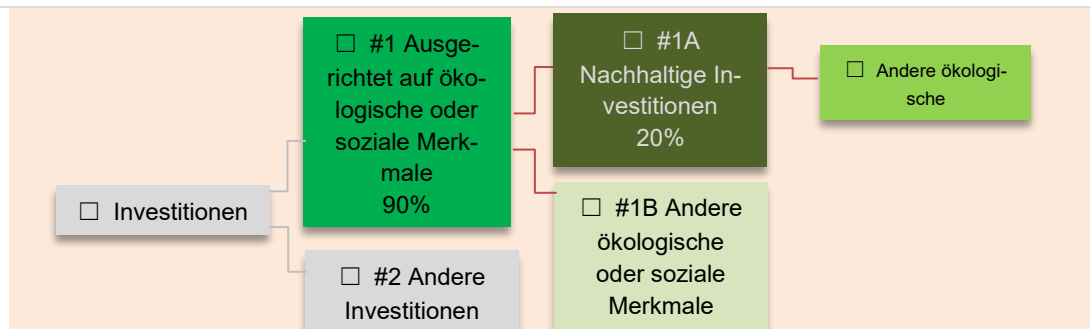 ☐ Investitionen
☐ #1 Ausge-
richtet auf öko-
logische oder
soziale Merk-
male
90%
☐ #2 Andere
Investitionen
☐ #1A
Nachhaltige In-
vestitionen
20%
☐ #1B Andere
ökologische
oder soziale
Merkmale
☐ Andere ökologi-
sche